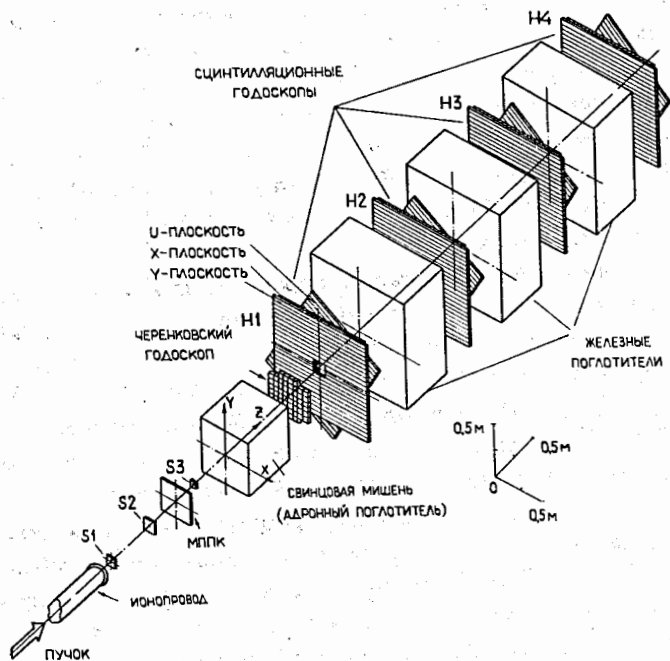 H4
СЦИНТИЛЛЯЦИОННЫЕ
ГОДОСКОПЫ
H3
H2
U-ПЛОСКОСТЬ
X-ПЛОСКОСТЬ
Y-ПЛОСКОСТЬ
H1
ЧЕРЕНКОВСКИЙ
ГОДОСКОП
ЖЕЛЕЗНЫЕ
ПОГЛОТИТЕЛИ
Y
Z
X
0,5м
0,5м
0
0,5м
S3
СВИНЦОВАЯ МИШЕНЬ
(АДРОННЫЙ ПОГЛОТИТЕЛЬ)
S2
МППК
S1
ИОНОПРОВОД
ПУЧОК